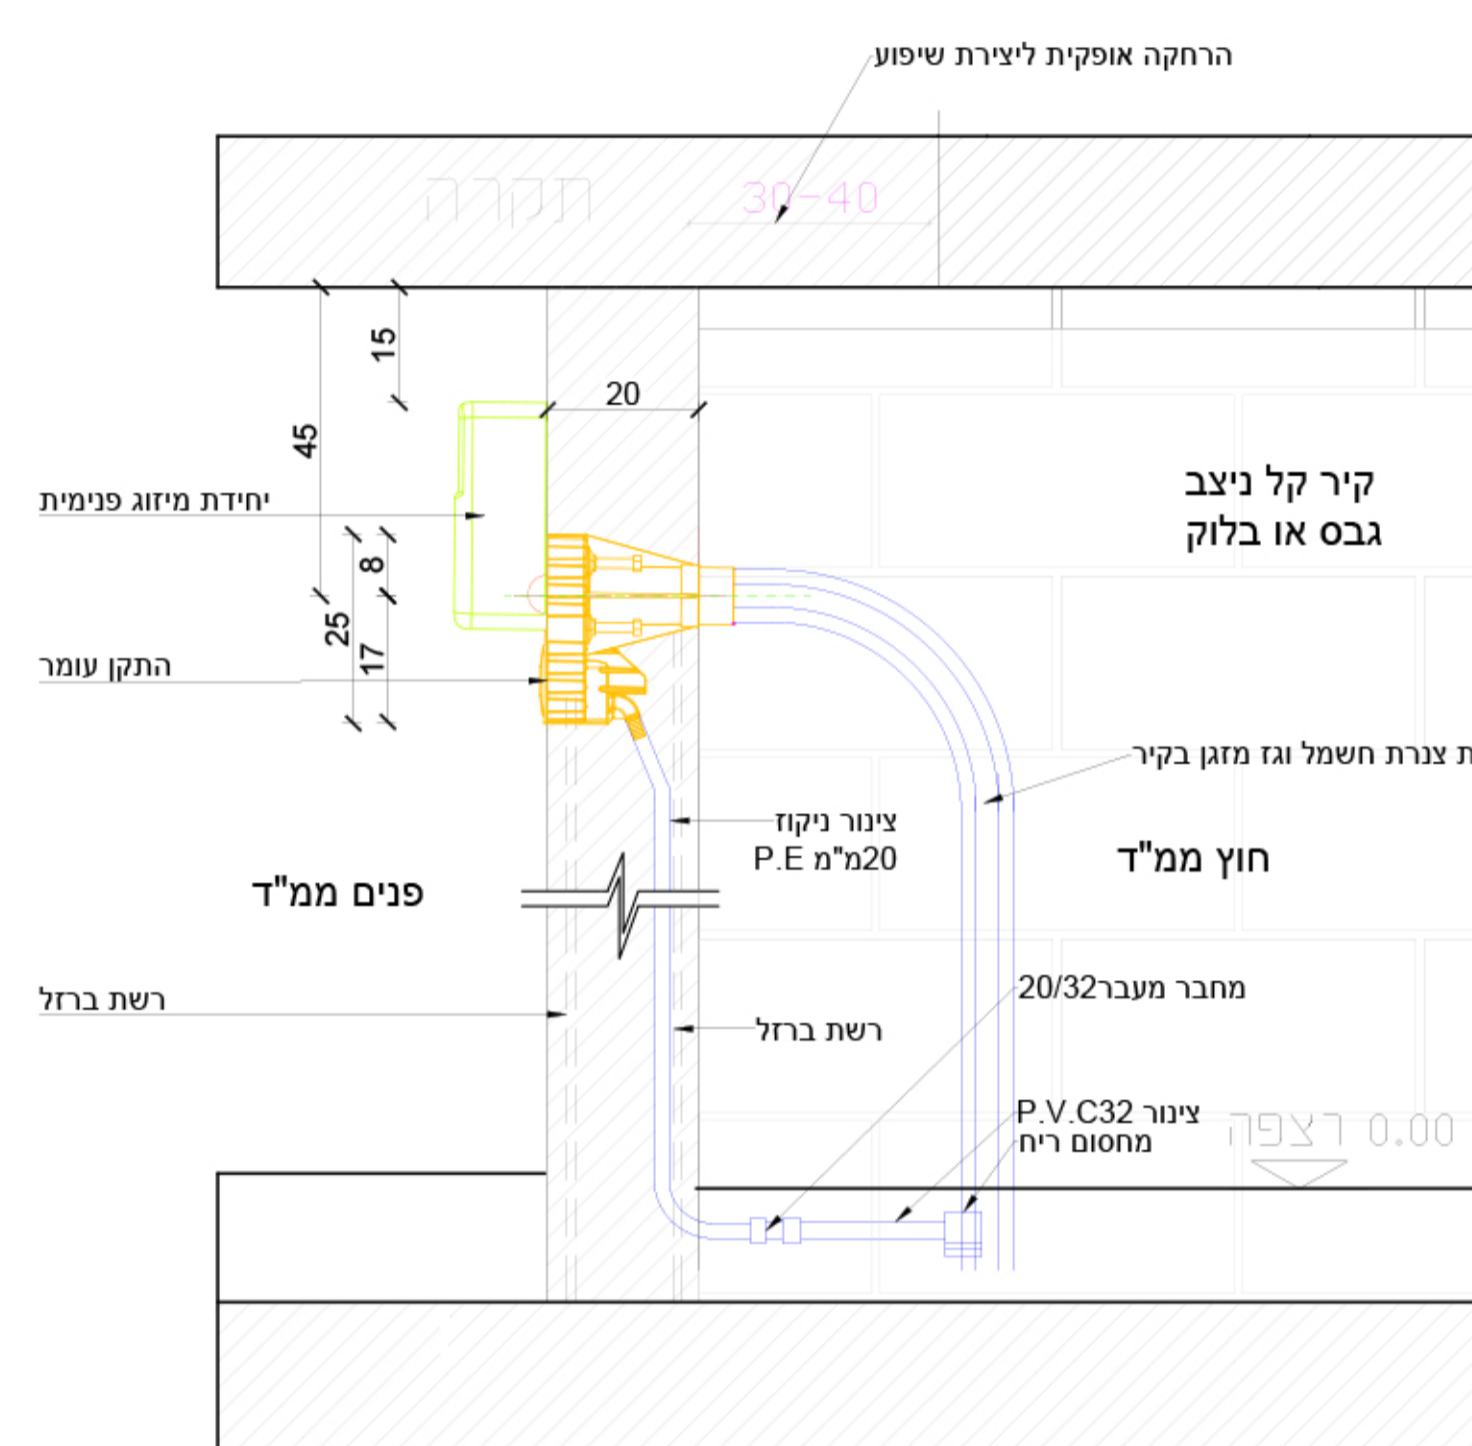 הרחקה אופקית ליצירת שיפוע
תקרה
30-40
15
20
45
קיר קל ניצב
גבס או בלוק
יחידת מיזוג פנימית
8
25
17
התקן עומר
ת צנרת חשמל וגז מזגן בקיר
צינור ניקוז
20מ"מ P.E
חוץ ממ"ד
פנים ממ"ד
מחבר מעבר20/32
רשת ברזל
רשת ברזל
צינור P.V.C32
מחסום ריח
0.00 רצפה